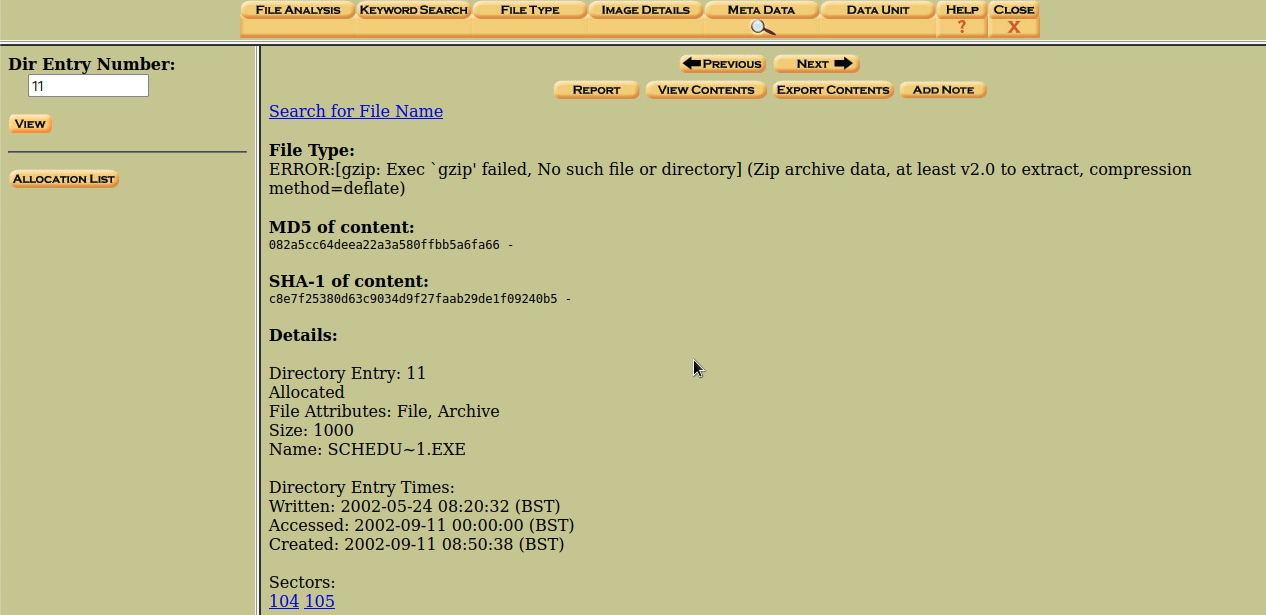 FILE ANALYSIS KEYWORD SEARCH FILE TYPE IMAGE DETAILS META DATA DATA UNIT HELP CLOSE
? X
Dir Entry Number:
11
VIEW
ALLOCATION LIST
PREVIOUS NEXT
REPORT VIEW CONTENTS EXPORT CONTENTS ADD NOTE
Search for File Name
File Type:
ERROR:[gzip: Exec `gzip' failed, No such file or directory] (Zip archive data, at least v2.0 to extract, compression
method=deflate)
MD5 of content:
082a5cc64deea22a3a580ffbb5a6fa66 -
SHA-1 of content:
c8e7f25380d63c9034d9f27faab29de1f09240b5 -
Details:
Directory Entry: 11
Allocated
File Attributes: File, Archive
Size: 1000
Name: SCHEDU~1.EXE
Directory Entry Times:
Written: 2002-05-24 08:20:32 (BST)
Accessed: 2002-09-11 00:00:00 (BST)
Created: 2002-09-11 08:50:38 (BST)
Sectors:
104 105